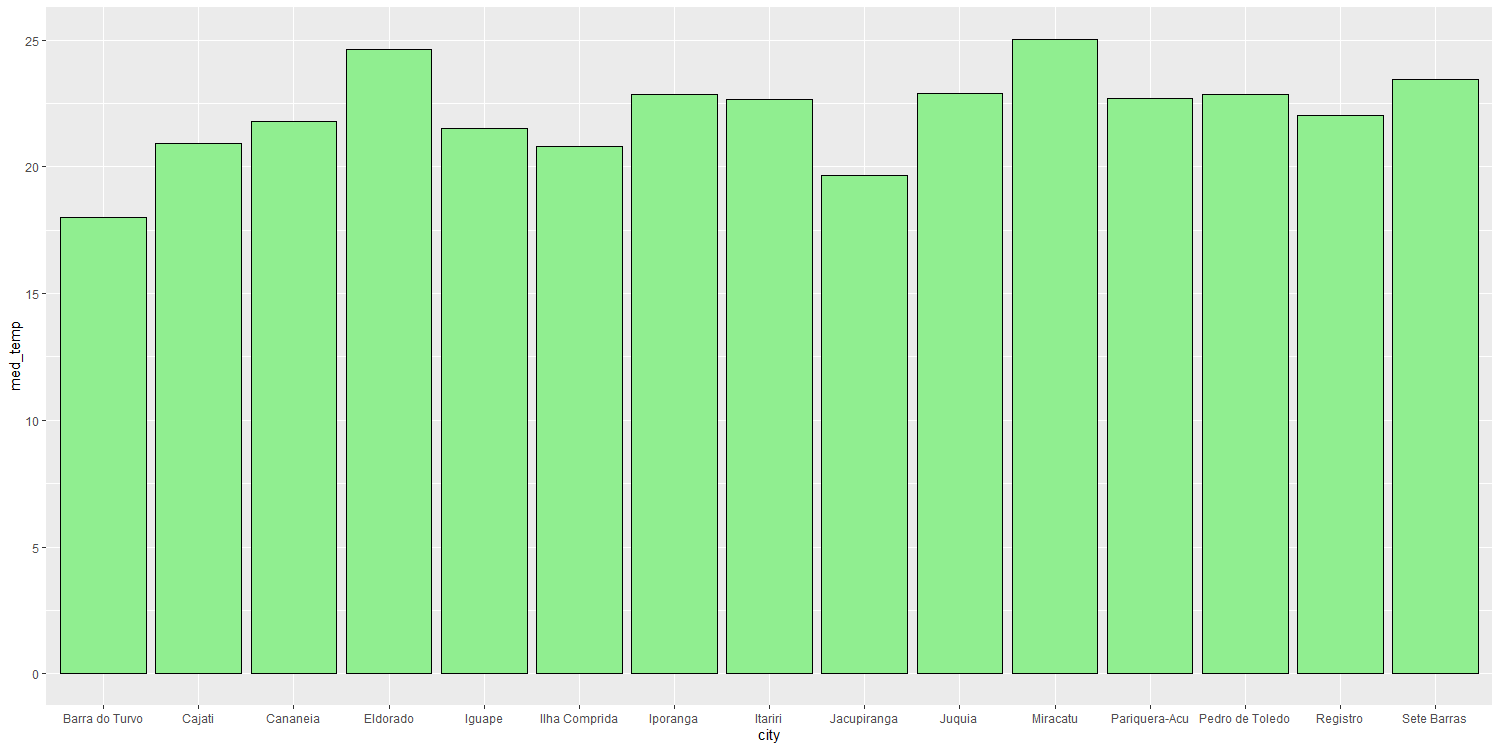 med_temp
25
20
15
10
5
0
Barra do Turvo Cajati Cananeia Eldorado Iguape Ilha Comprida Iporanga Itariri Jacupiranga Juquia Miracatu Pariquera-Acu Pedro de Toledo Registro Sete Barras
city